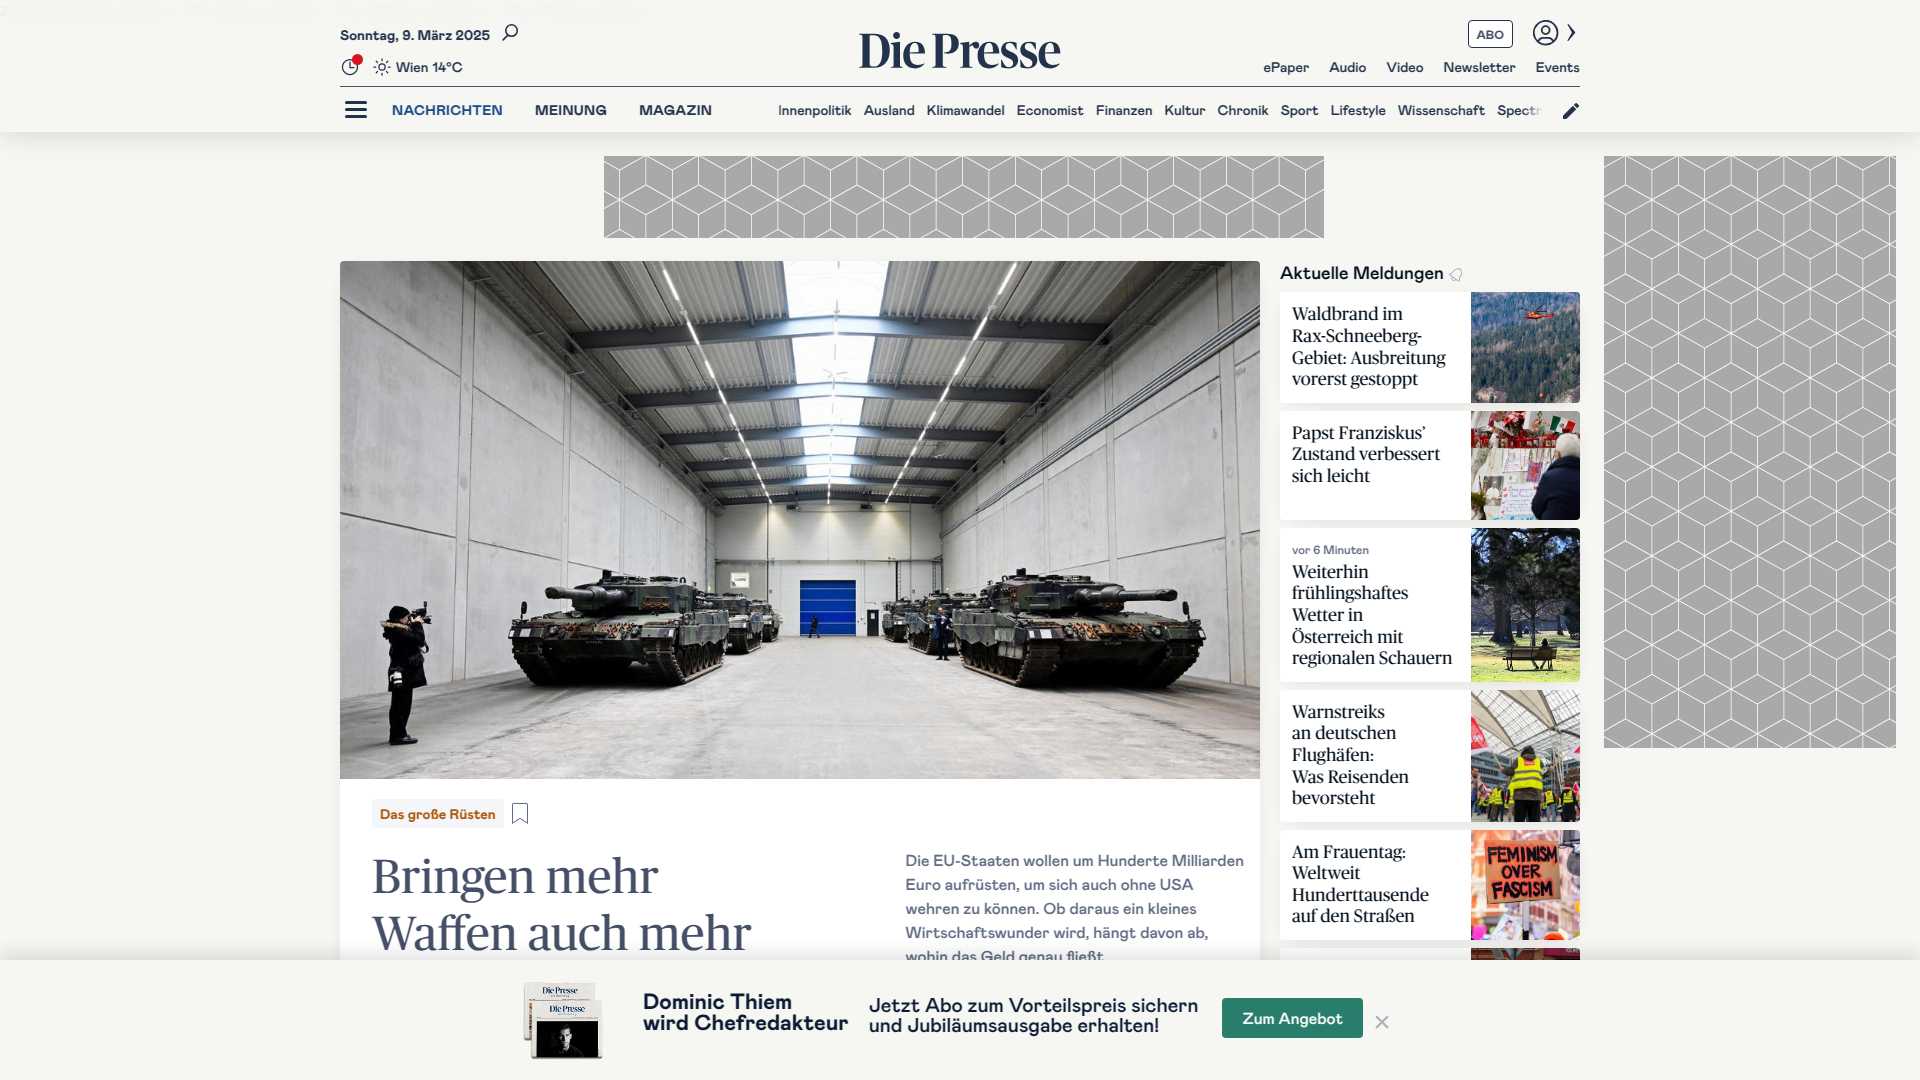 Sonntag, 9. März 2025
Wien 14°C
Die Presse
ABO
ePaper Audio Video Newsletter Events
NACHRICHTEN MEINUNG MAGAZIN
Innenpolitik Ausland Klimawandel Economist Finanzen Kultur Chronik Sport Lifestyle Wissenschaft
Das große Rüsten
Bringen mehr
Waffen auch mehr
Die EU-Staaten wollen um Hunderte Milliarden
Euro aufrüsten, um sich auch ohne USA
wehren zu können. Ob daraus ein kleines
Wirtschaftswunder wird, hängt davon ab,
wohin das Geld genau fließt.
Aktuelle Meldungen
Waldbrand im
Rax-Schneeberg-
Gebiet: Ausbreitung
vorerst gestoppt
Papst Franziskus’
Zustand verbessert
sich leicht
vor 6 Minuten
Weiterhin
frühlingshaftes
Wetter in
Österreich mit
regionalen Schauern
Warnstreiks
an deutschen
Flughäfen:
Was Reisenden
bevorsteht
Am Frauentag:
Weltweit
Hunderttausende
auf den Straßen
FEMINISM
OVER
FASCISM
Die Presse
Die Presse
Dominic Thiem
wird Chefredakteur
Jetzt Abo zum Vorteilspreis sichern
und Jubiläumsausgabe erhalten!
Zum Angebot